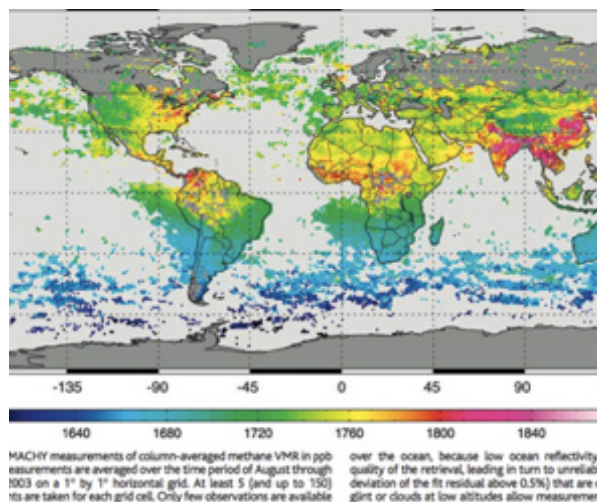 -135 -90 -45 0 45 90
1640 1680 1720 1760 1800 1840
MACHY measurements of column-averaged methane VMR in ppb
easurements are averaged over the time period of August through
2003 on a 1° by 1° horizontal grid. At least 5 (and up to 150)
nts are taken for each grid cell. Only few observations are available
over the ocean, because low ocean reflectivity
quality of the retrieval, leading in turn to unreliab
deviation of the fit residual above 0.5%) that are
glint or clouds at low altitudes allow measureme